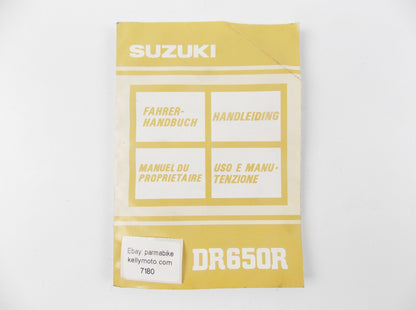 SUZUKI
FAHRER-
HANDBUCH
HANDLEIDING
MANUEL DU
PROPRIETAIRE
USO E MANU-
TENZIONE
Ebay parmabike
kellymoto.com
7180
DR650R